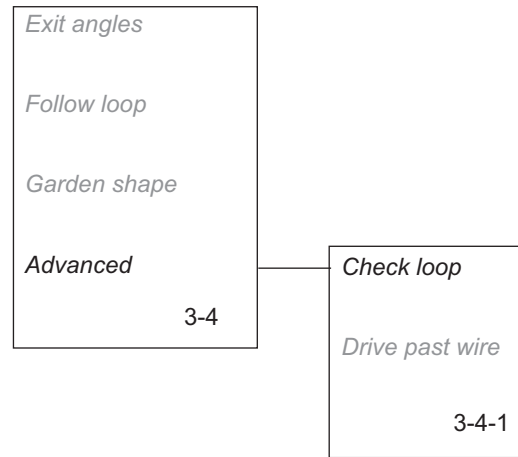 Exit angles
Follow loop
Garden shape
Advanced
3-4
Check loop
Drive past wire
3-4-1